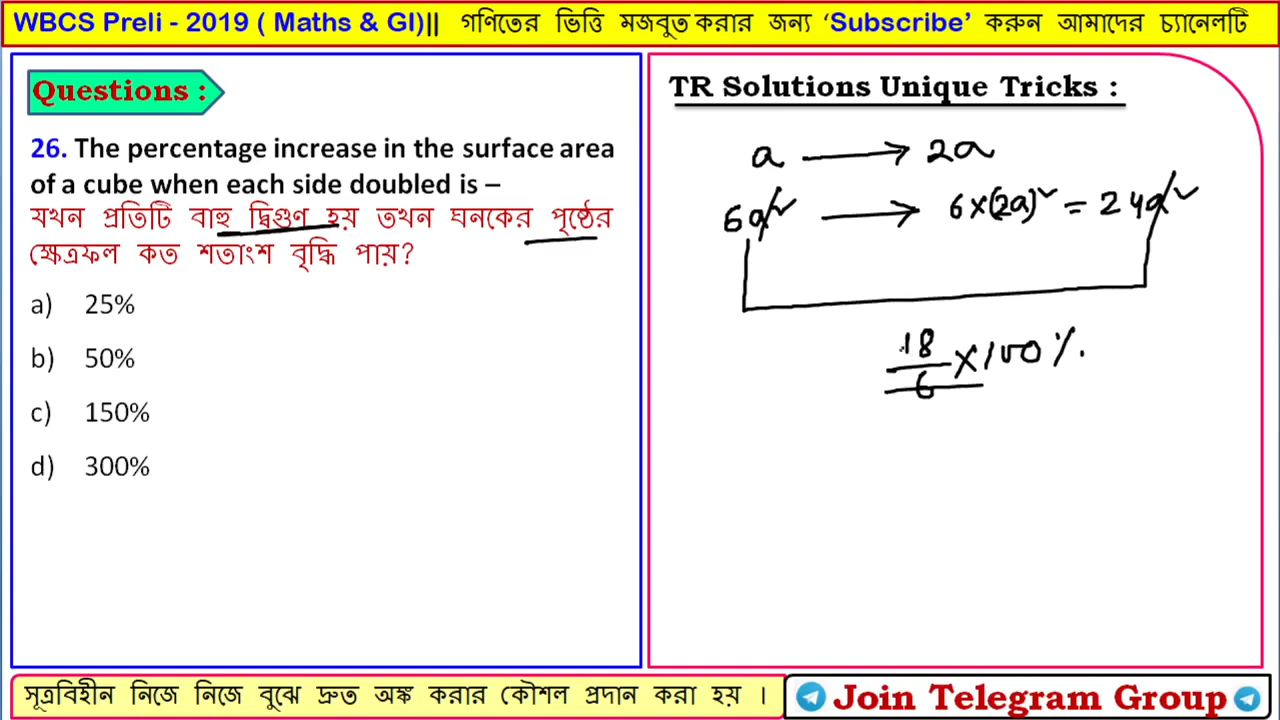 WBCS Preli - 2019 ( Maths & GI)|| গণিতের ভিত্তি মজবুত করার জন্য ‘Subscribe’ করুন আমাদের চ্যানেলটি
Questions :
26. The percentage increase in the surface area
of a cube when each side doubled is –
যখন প্রতিটি বাহু দ্বিগুণ হয় তখন ঘনকের পৃষ্ঠের
ক্ষেত্রফল কত শতাংশ বৃদ্ধি পায়?
a) 25%
b) 50%
c) 150%
d) 300%
TR Solutions Unique Tricks :
a → 2a
6a² → 6×(2a)² = 24a²
18
6
×100%
সূত্রবিহীন নিজে নিজে বুঝে দ্রুত অঙ্ক করার কৌশল প্রদান করা হয় ।
Join Telegram Group